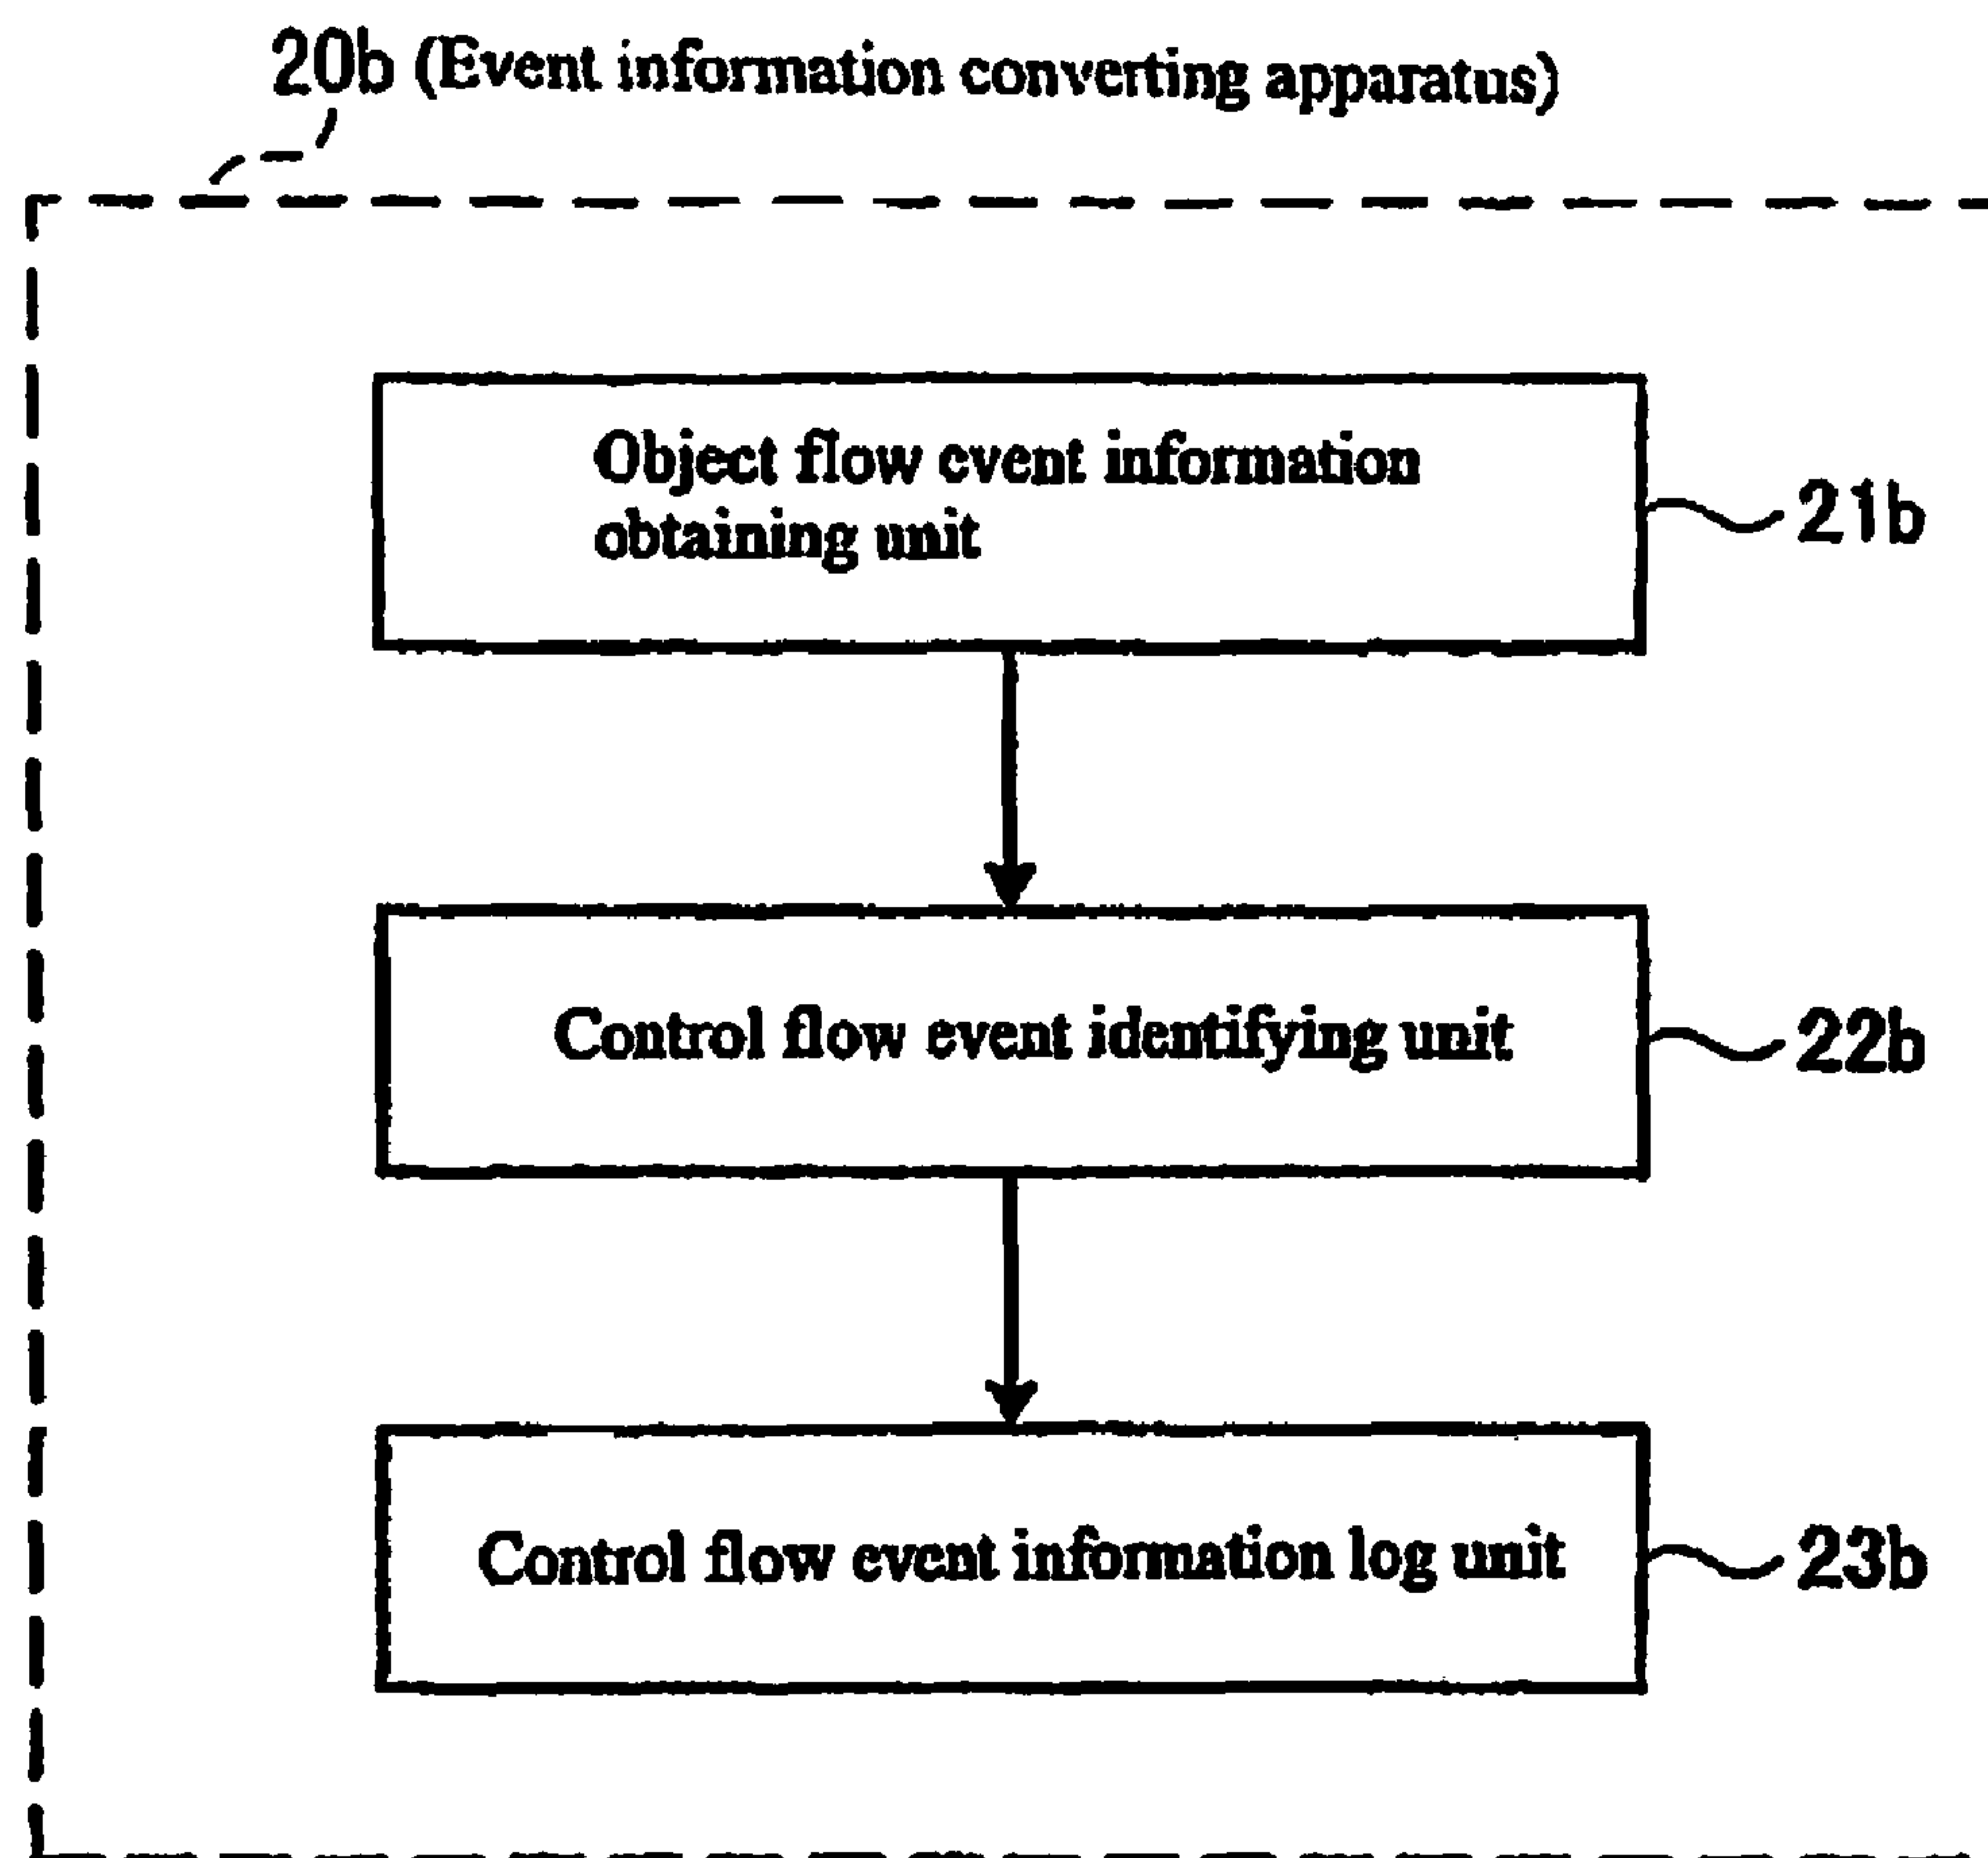 20b (Event information converting apparatus)
Object flow event information
obtaining unit
21b
Control flow event identifying unit
22b
Control flow event information log unit
23b